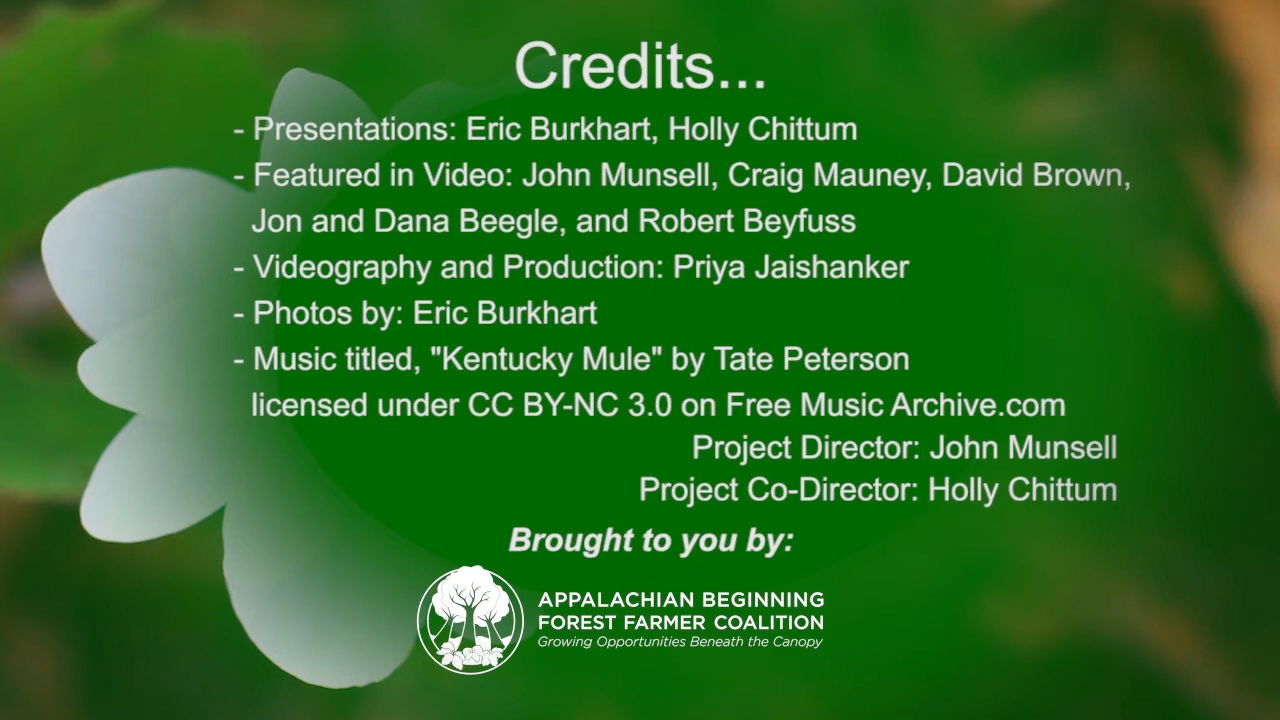 Credits...
- Presentations: Eric Burkhart, Holly Chittum
- Featured in Video: John Munsell, Craig Mauney, David Brown,
Jon and Dana Beegle, and Robert Beyfuss
- Videography and Production: Priya Jaishanker
- Photos by: Eric Burkhart
- Music titled, "Kentucky Mule" by Tate Peterson
licensed under CC BY-NC 3.0 on Free Music Archive.com
Project Director: John Munsell
Project Co-Director: Holly Chittum
Brought to you by:
APPALACHIAN BEGINNING
FOREST FARMER COALITION
Growing Opportunities Beneath the Canopy